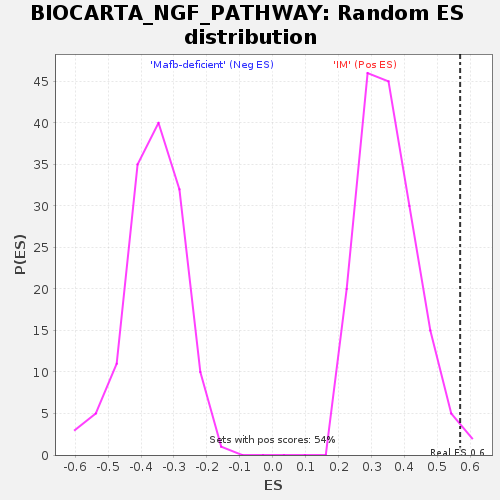 BIOCARTA_NGF_PATHWAY: Random ES
distribution
'Mafb-deficient' (Neg ES) 'IM' (Pos ES)
45
40
35
30
25
20
15
10
5
0
P(ES)
Sets with pos scores: 54%
Real ES 0.6
-0.6 -0.5 -0.4 -0.3 -0.2 -0.1 -0.0 0.0 0.1 0.2 0.3 0.4 0.5 0.6
ES